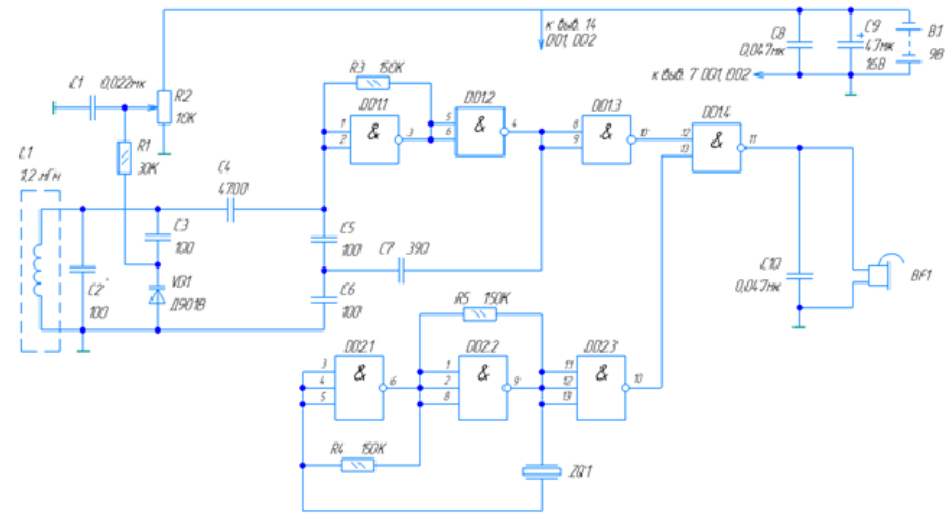 к выв. 14
DD1, DD2
C8
0,047мк
C9
47мк
16В
+
B1
9В
к выв. 7 DD1, DD2
C1
0,022мк
R2
10К
R3 150К
DD1.1
DD1.2
DD1.3
DD1.4
&
&
&
&
1
2
3
5
6
4
8
9
10
12
13
11
R1
30К
L1
1,2 мГн
C4
4700
C3
100
C2*
100
VD1
Д901В
C5
100
C6
100
C7 390
C10
0,047мк
BF1
R5 150К
DD2.1
DD2.2
DD2.3
&
&
&
3
4
5
6
1
2
8
9
11
12
13
10
R4 150К
ZQ1